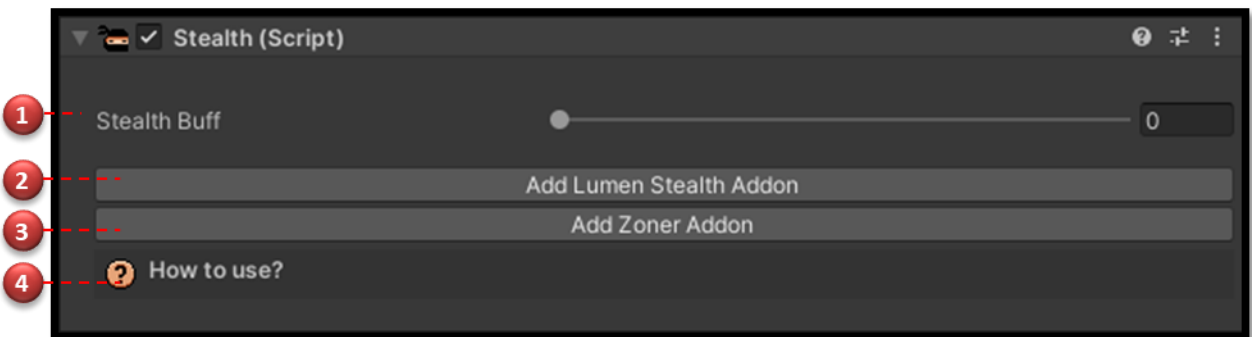 Stealth (Script)
1 Stealth Buff 0
2 Add Lumen Stealth Addon
3 Add Zoner Addon
4 How to use?